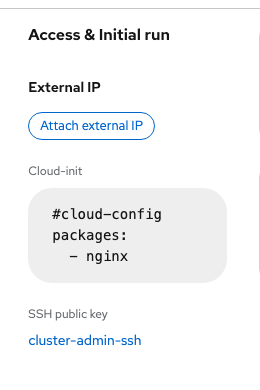 Access & Initial run
External IP
Attach external IP
Cloud-init
#cloud-config
packages:
  - nginx
SSH public key
cluster-admin-ssh